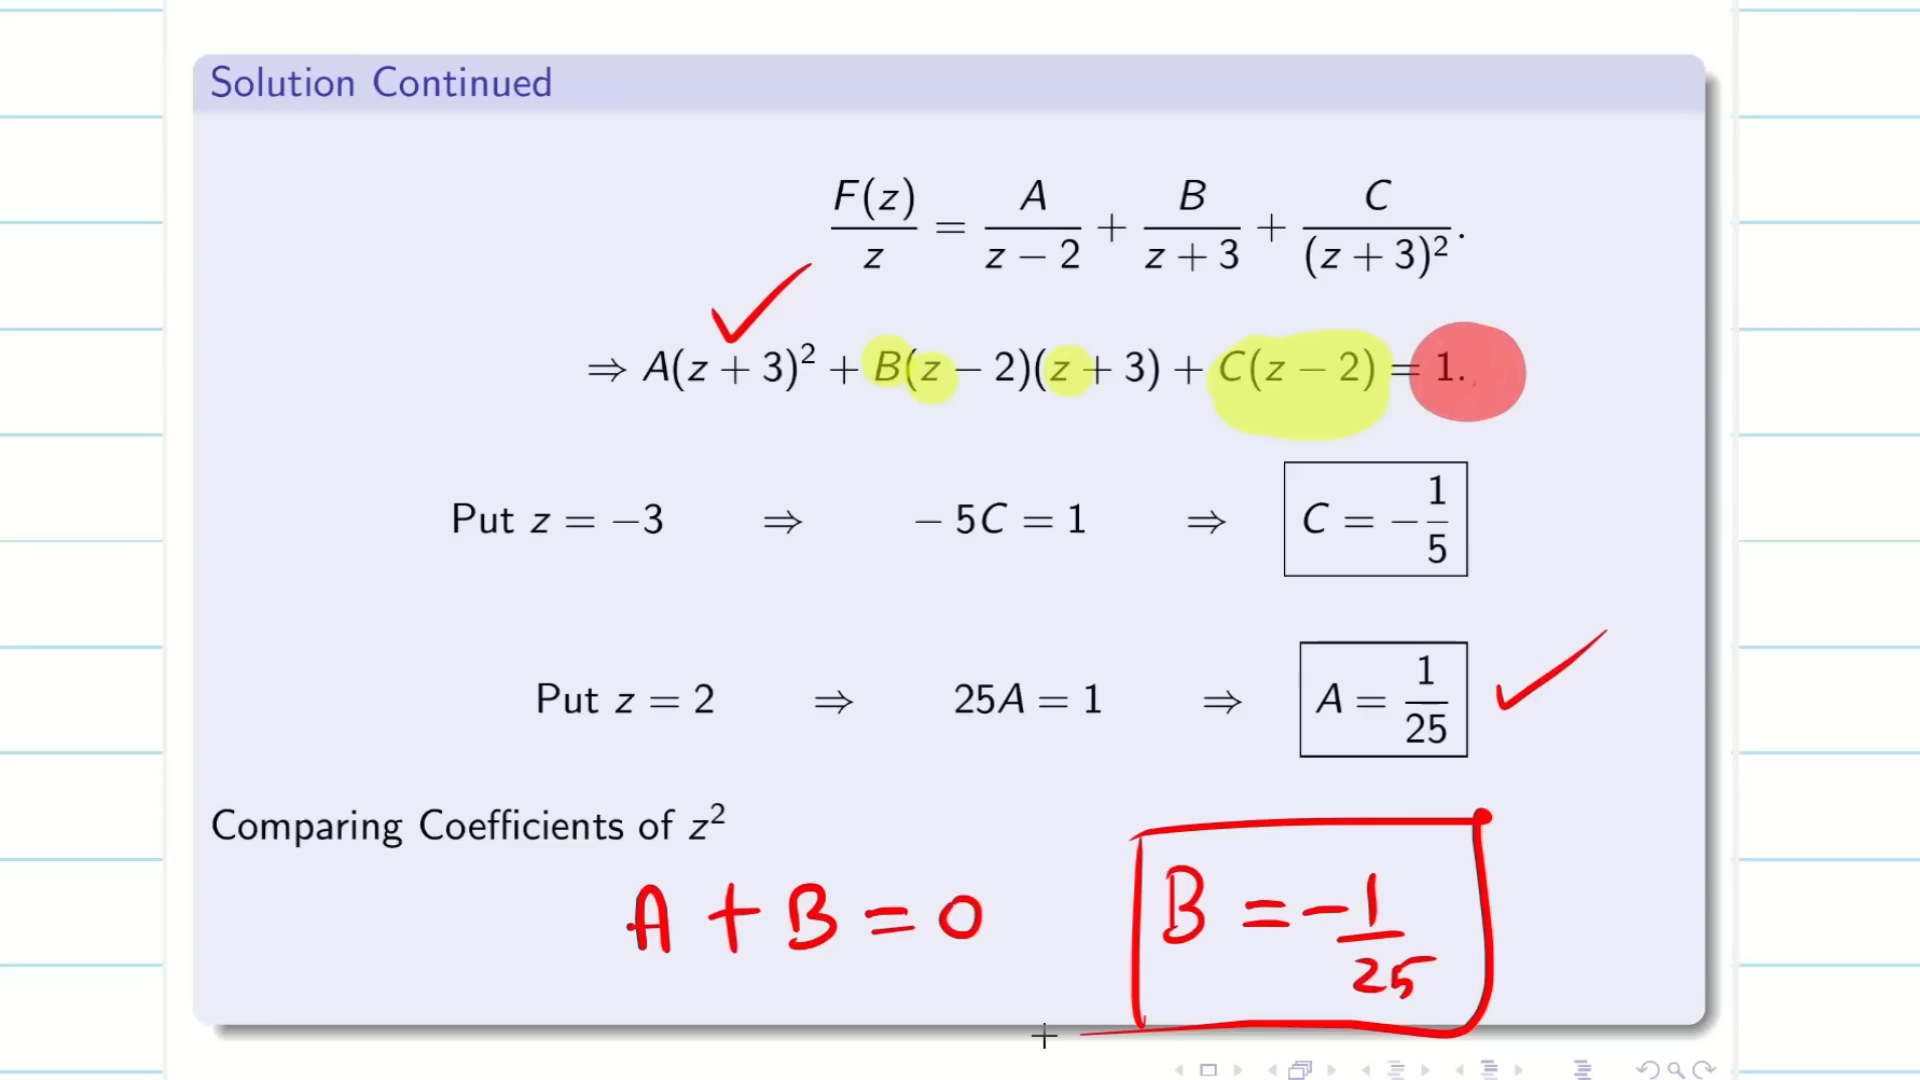 Solution Continued
F(z)/z = A/(z − 2) + B/(z + 3) + C/(z + 3)².
⇒ A(z + 3)² + B(z − 2)(z + 3) + C(z − 2) = 1.
Put z = −3 ⇒ − 5C = 1 ⇒ C = −1/5
Put z = 2 ⇒ 25A = 1 ⇒ A = 1/25
Comparing Coefficients of z²
A + B = 0 B = −1/25